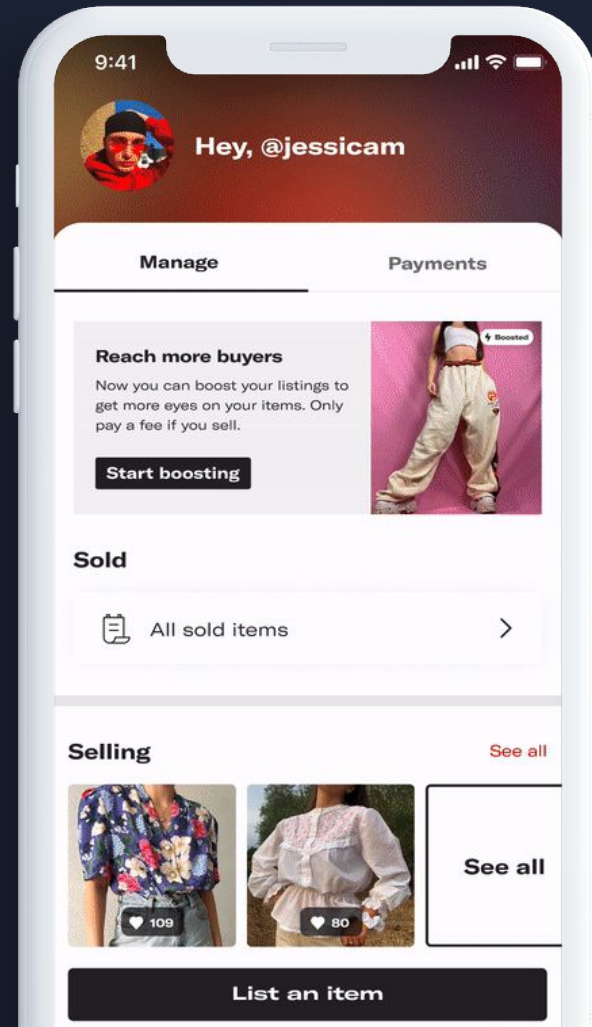 9:41
Hey, @jessicam
Manage
Payments
Reach more buyers
Now you can boost your listings to
get more eyes on your items. Only
pay a fee if you sell.
Start boosting
Boosted
Sold
All sold items
Selling
See all
109
80
See all
List an item